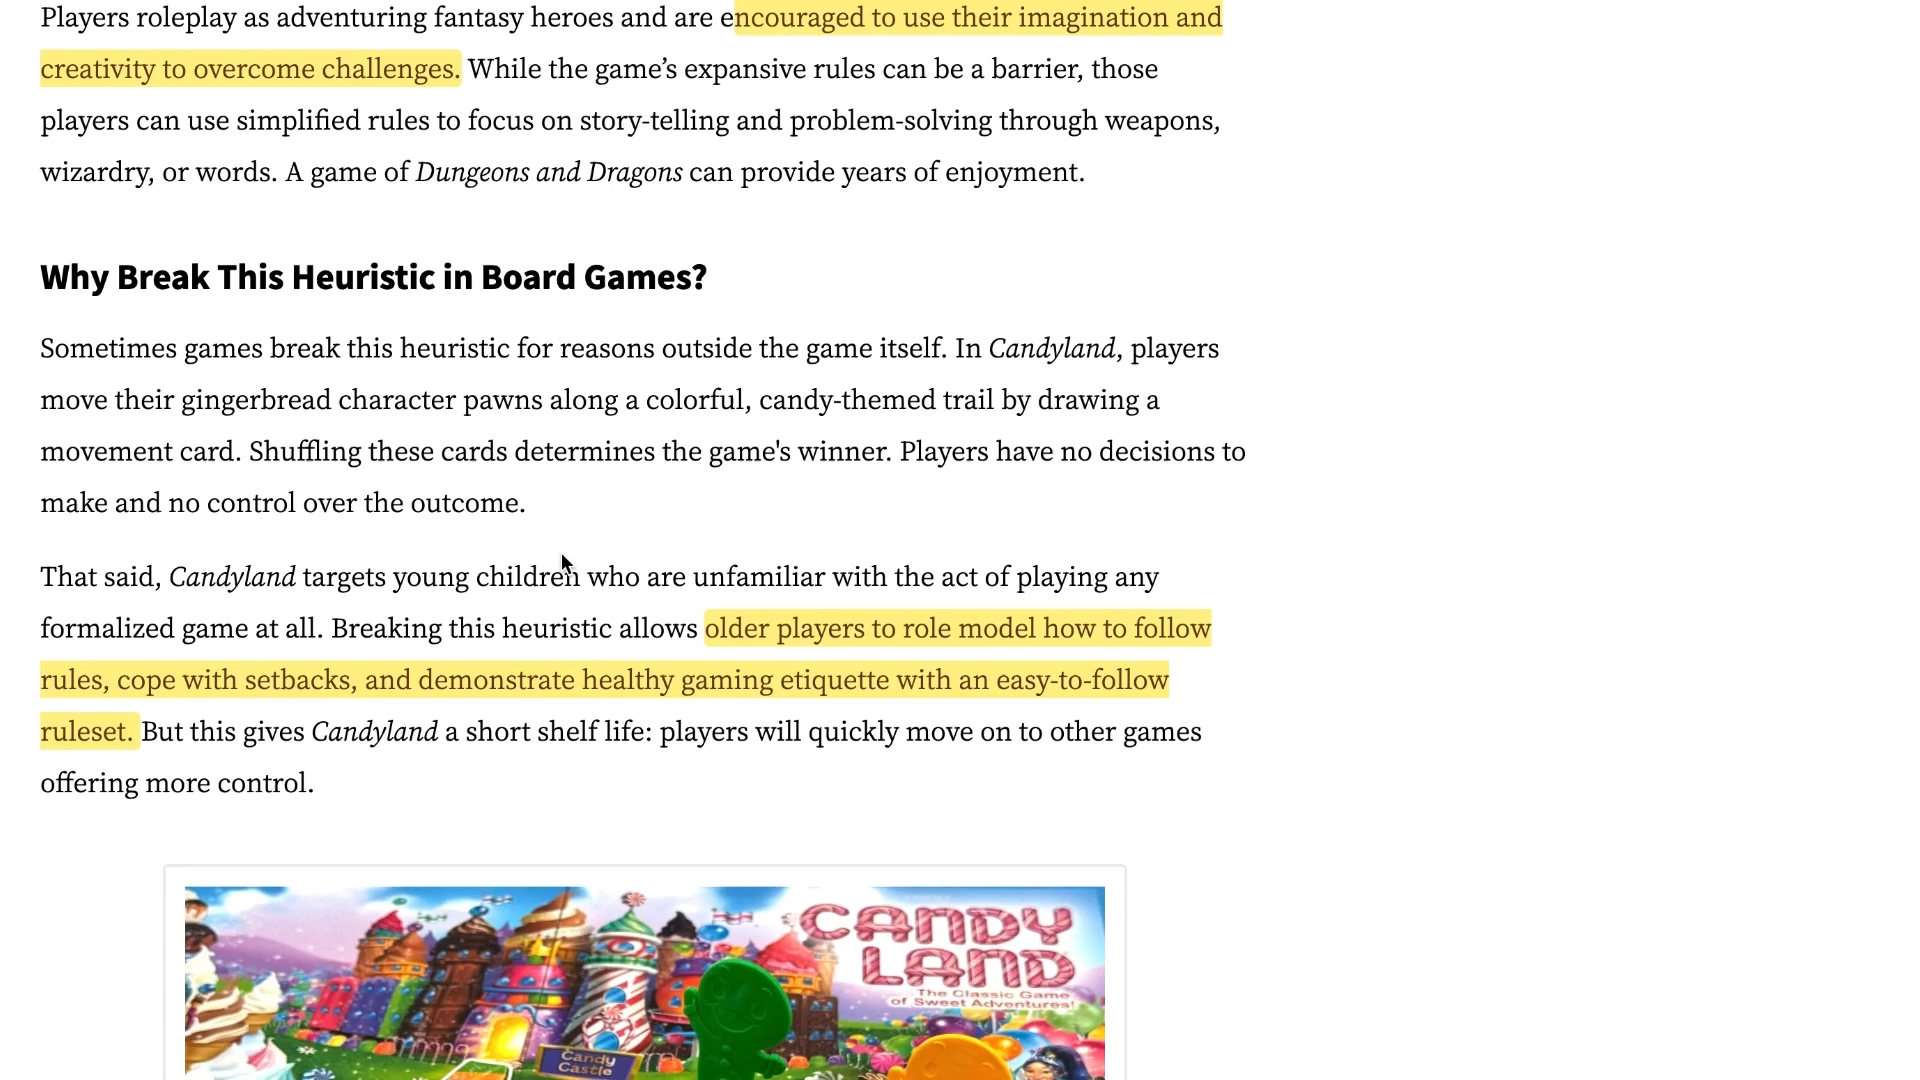 Players roleplay as adventuring fantasy heroes and are encouraged to use their imagination and
creativity to overcome challenges. While the game’s expansive rules can be a barrier, those
players can use simplified rules to focus on story-telling and problem-solving through weapons,
wizardry, or words. A game of Dungeons and Dragons can provide years of enjoyment.
Why Break This Heuristic in Board Games?
Sometimes games break this heuristic for reasons outside the game itself. In Candyland, players
move their gingerbread character pawns along a colorful, candy-themed trail by drawing a
movement card. Shuffling these cards determines the game's winner. Players have no decisions to
make and no control over the outcome.
That said, Candyland targets young children who are unfamiliar with the act of playing any
formalized game at all. Breaking this heuristic allows older players to role model how to follow
rules, cope with setbacks, and demonstrate healthy gaming etiquette with an easy-to-follow
ruleset. But this gives Candyland a short shelf life: players will quickly move on to other games
offering more control.
CANDY
LAND
The Classic Game
of Sweet Adventures!
Candy
Castle